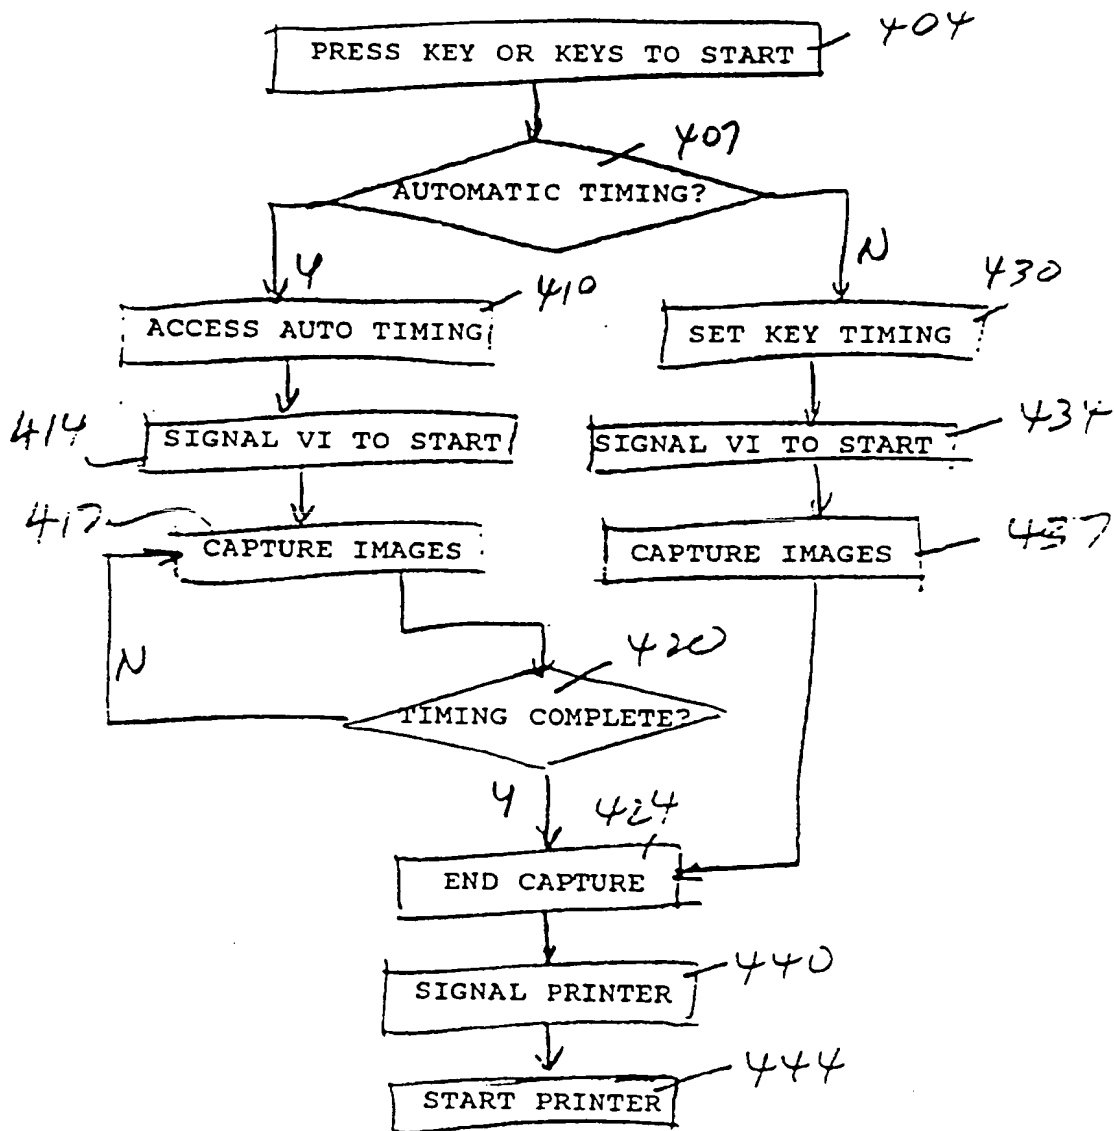 404
PRESS KEY OR KEYS TO START
407
AUTOMATIC TIMING?
Y
N
410
ACCESS AUTO TIMING
430
SET KEY TIMING
414
SIGNAL VI TO START
434
SIGNAL VI TO START
417
CAPTURE IMAGES
437
CAPTURE IMAGES
N
420
TIMING COMPLETE?
Y
424
END CAPTURE
440
SIGNAL PRINTER
444
START PRINTER